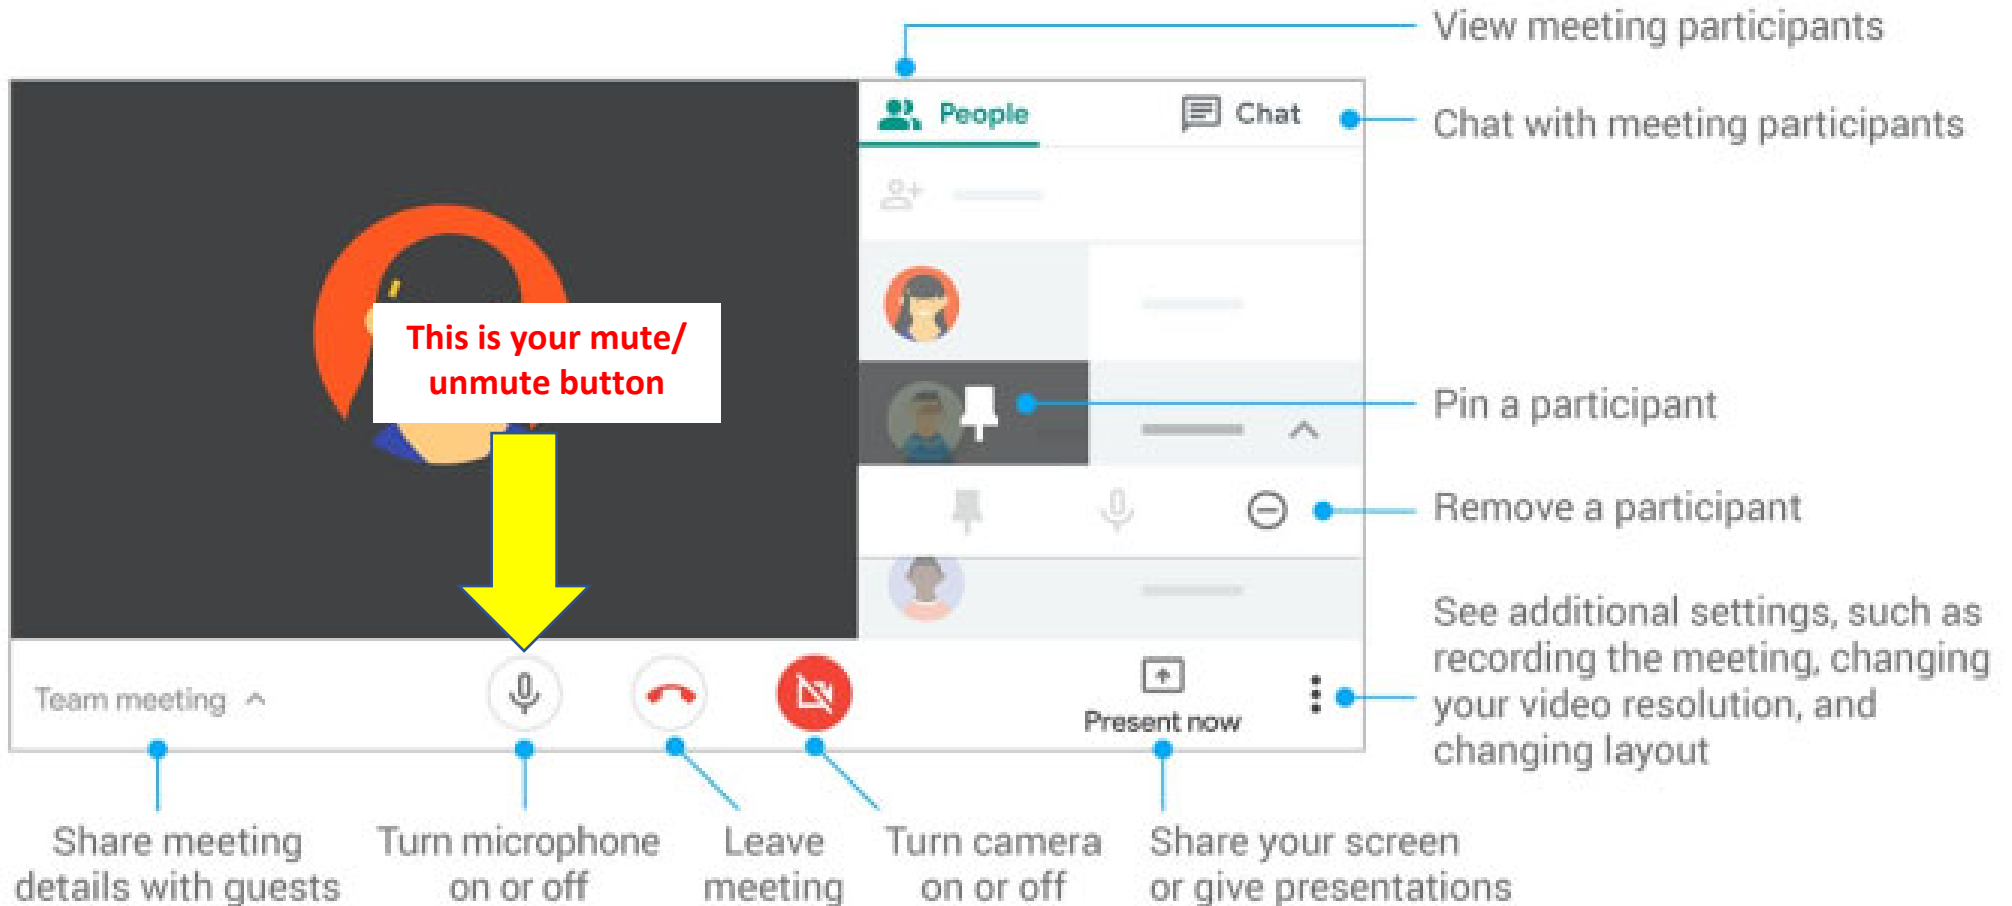 View meeting participants
People
Chat
Chat with meeting participants
This is your mute/
unmute button
Pin a participant
Remove a participant
See additional settings, such as
recording the meeting, changing
your video resolution, and
changing layout
Team meeting
Present now
Share meeting
details with guests
Turn microphone
on or off
Leave
meeting
Turn camera
on or off
Share your screen
or give presentations